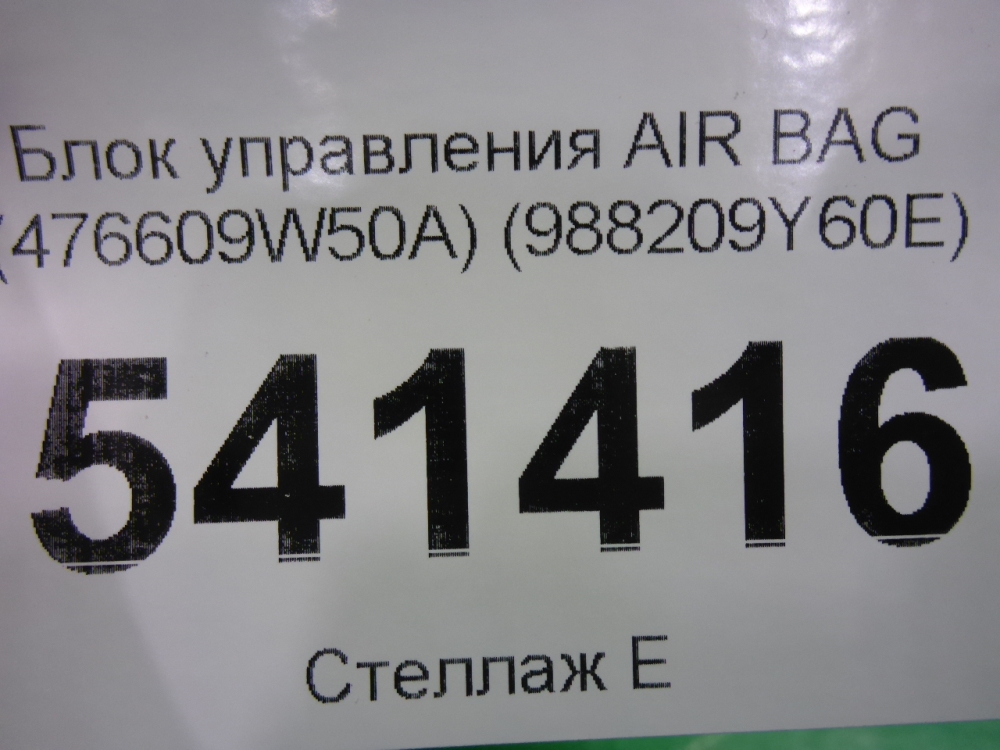 Блок управления AIR BAG
(476609W50A) (988209Y60E)
541416
Стеллаж Е